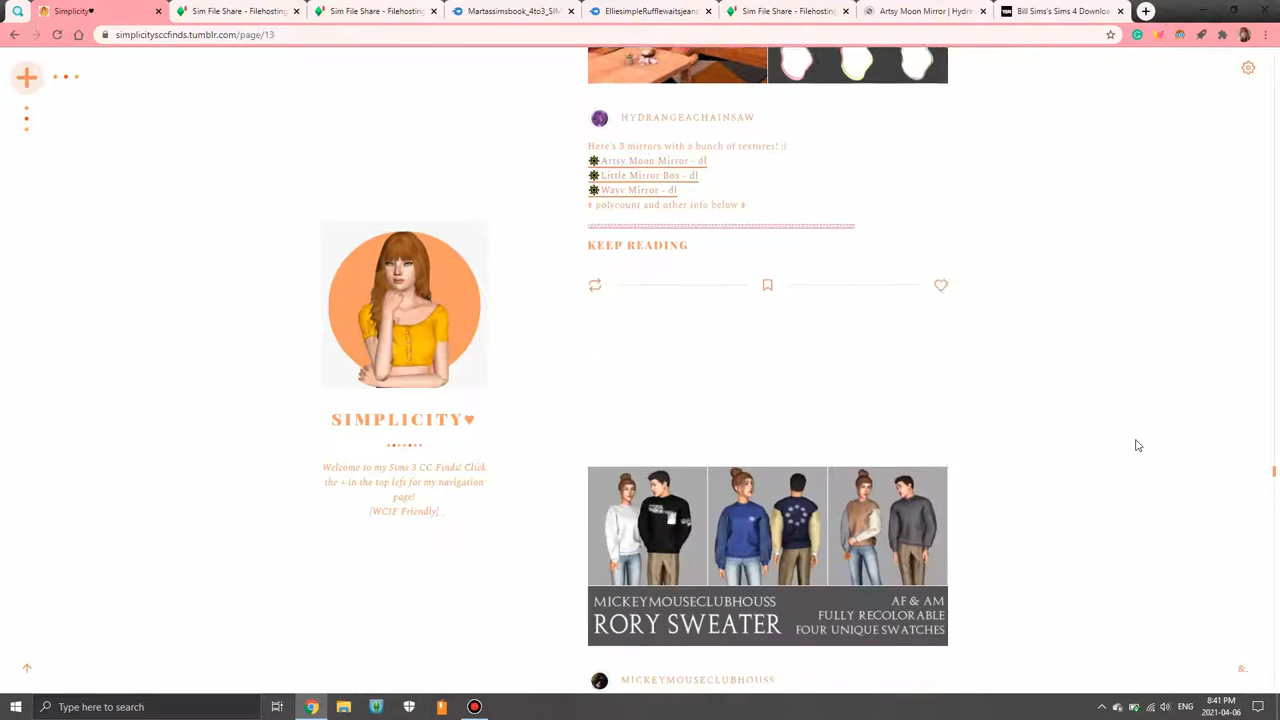 Simplicity♥
Sim File Share - Filehosting
Sim File Share - Filehosting
Martassimsbook_4to3_SIM
EllesimpleRuffewaitsdres
Sim File Share - Filehosting
Artsy Moon Mirror | Hydr
Bill Sims's Sims 4 Downlo
simplicitysccfinds.tumblr.com/page/13
HYDRANGEACHAINSAW
Here's 3 mirrors with a bunch of textures! :)
Artsy Moon Mirror - dl
Little Mirror Box - dl
Wavy Mirror - dl
polycount and other info below
KEEP READING
SIMPLICITY♥
Welcome to my Sims 3 CC Finds! Click
the + in the top left for my navigation
page!
[WCIF Friendly]
MICKEYMOUSECLUBHOUSS
RORY SWEATER
AF & AM
FULLY RECOLORABLE
FOUR UNIQUE SWATCHES
MICKEYMOUSECLUBHOUSS
&.
Type here to search
ENG
8:41 PM
2021-04-06